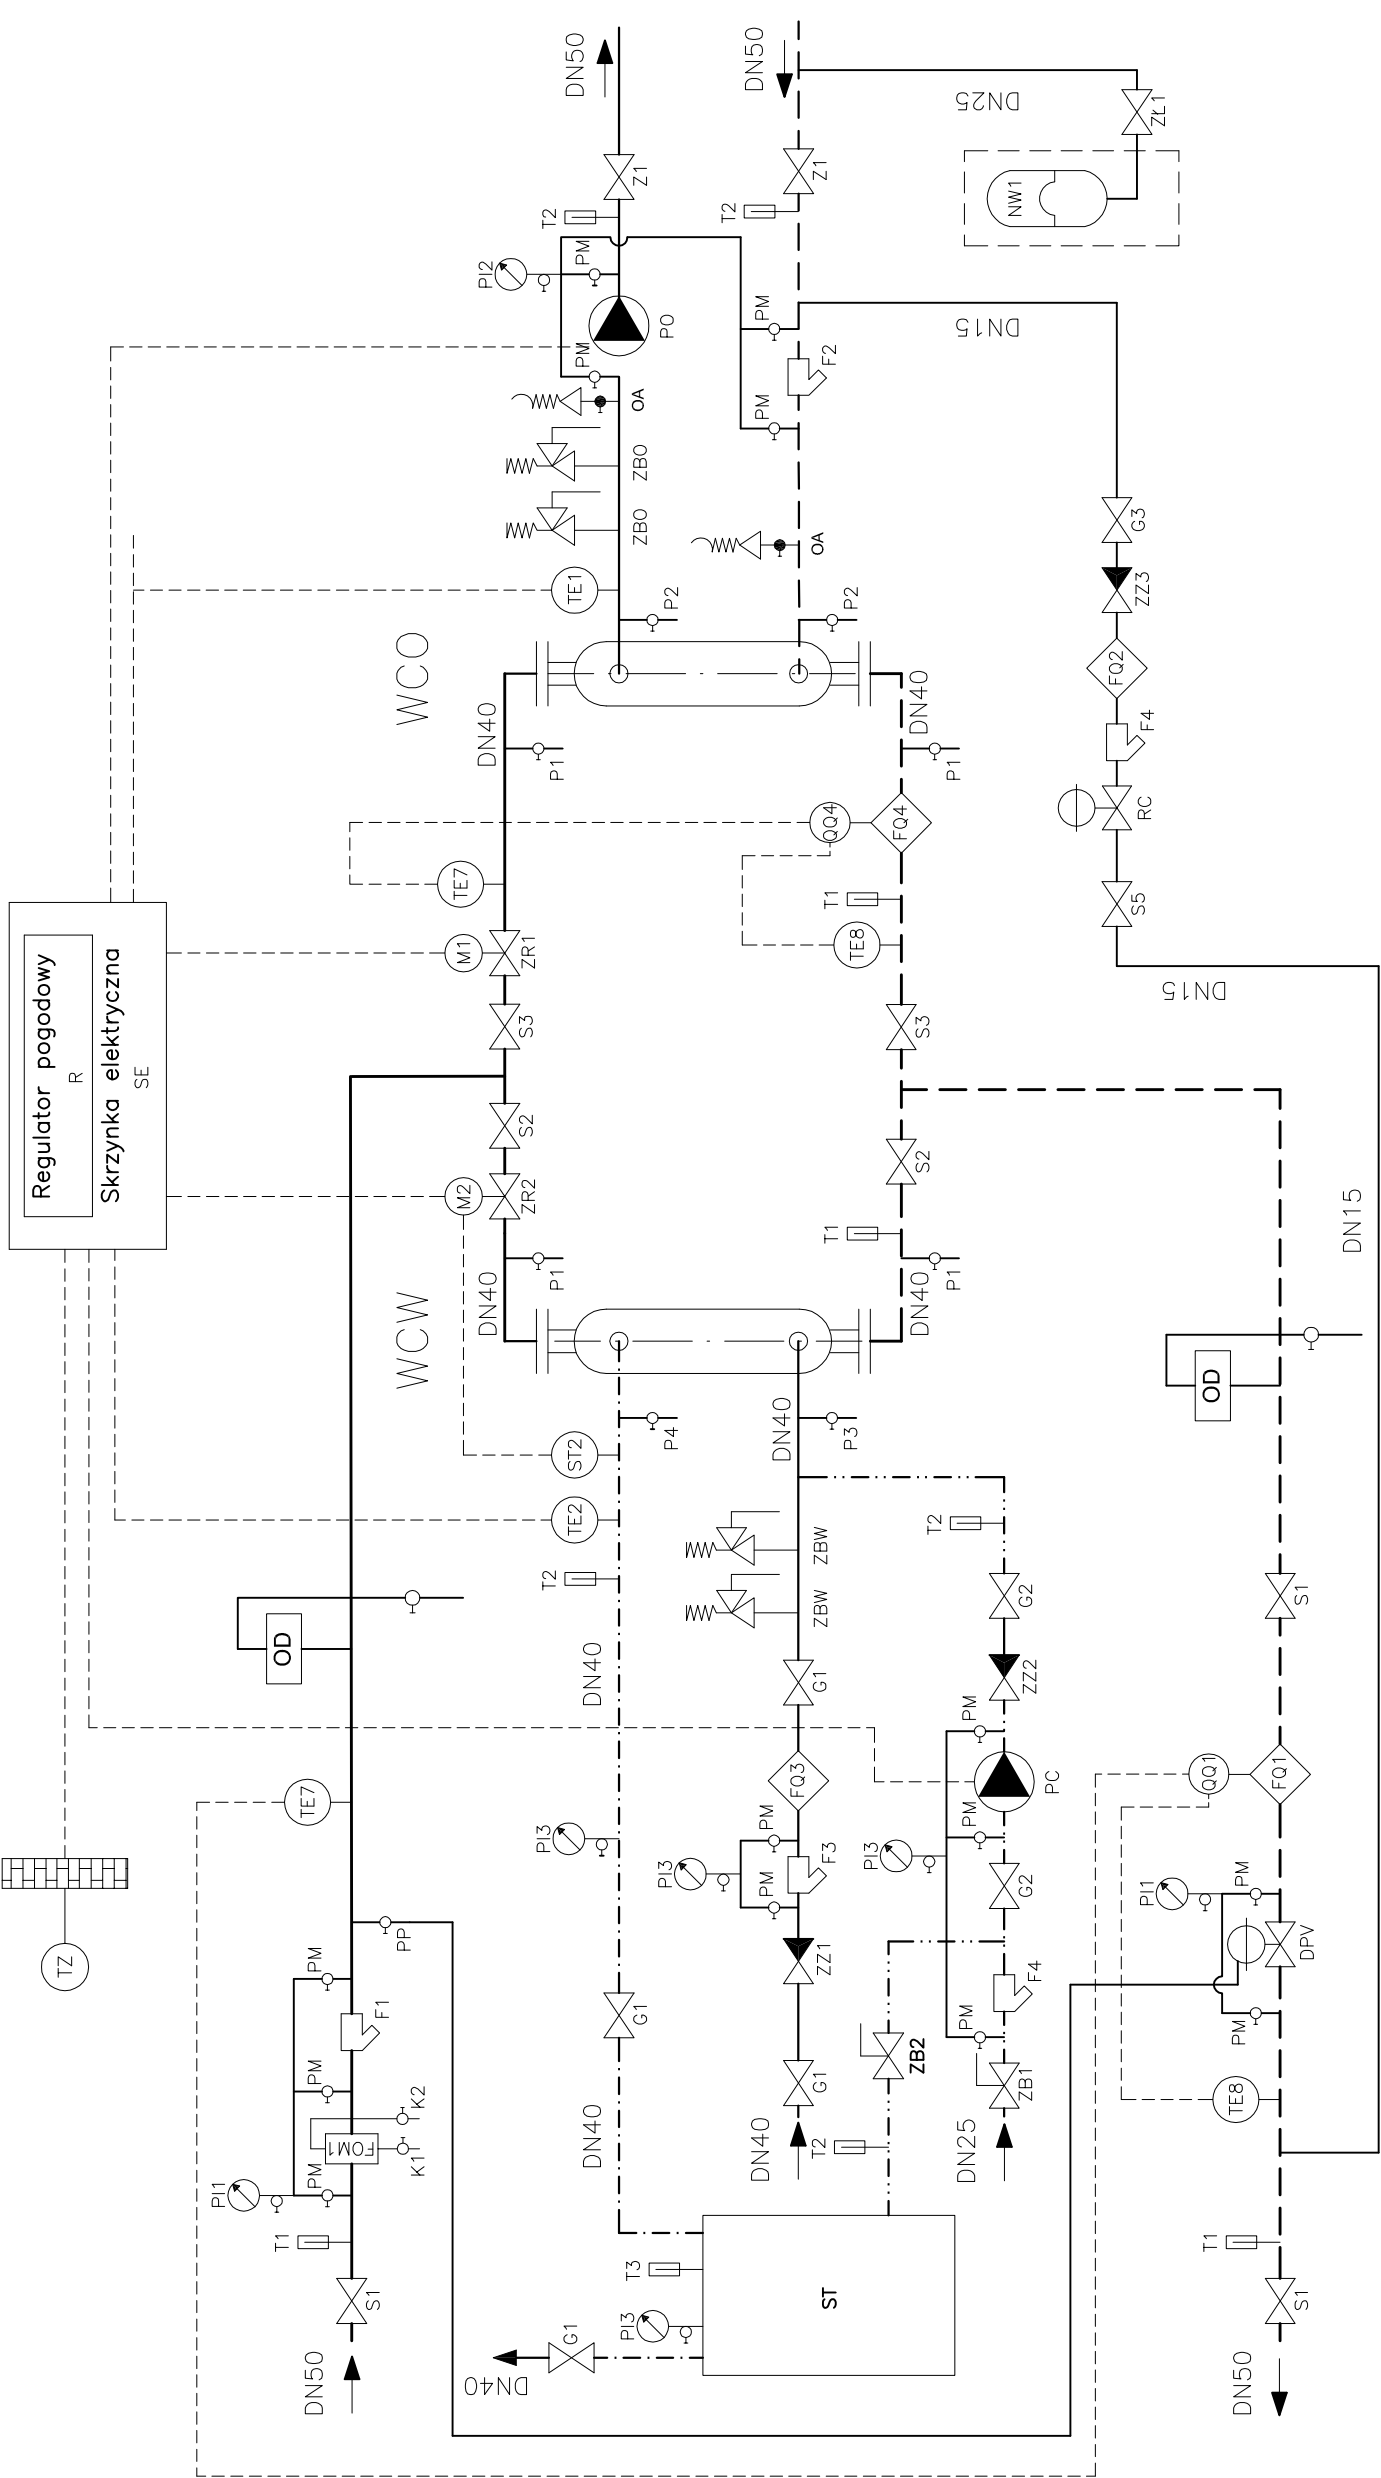 Regulator pogodowy
R
Skrzynka elektryczna
SE
TZ
DN50
S1
T1
PI1
PM
FOM1
K1
K2
PM
F1
PM
PP
TE7
OD
DN40
G1
PI3
T3
ST
DN40
G1
PI3
DN40
T2
TE2
ST2
P4
WCW
DN40
P1
M2
ZR2
S2
S3
M1
ZR1
TE7
P1
DN40
WCO
TE1
P2
ZBO
ZBO
OA
PM
PO
PM
PI2
T2
Z1
DN50
DN40
G1
ZZ1
PM
PI3
F3
PM
FQ3
G1
ZBW
ZBW
DN40
P3
T2
ZB2
DN25
ZB1
PM
F4
G2
PI3
PM
PC
PM
ZZ2
G2
T2
DN40
P1
T1
S2
S3
TE8
T1
QQ4
FQ4
P1
DN40
P2
OA
PM
F2
PM
T2
Z1
DN50
DN25
ZŁ1
NW1
DN15
G3
ZZ3
FQ2
F4
RC
S5
DN15
DN15
DN50
S1
T1
TE8
PM
DPV
PM
PI1
QQ1
FQ1
S1
OD